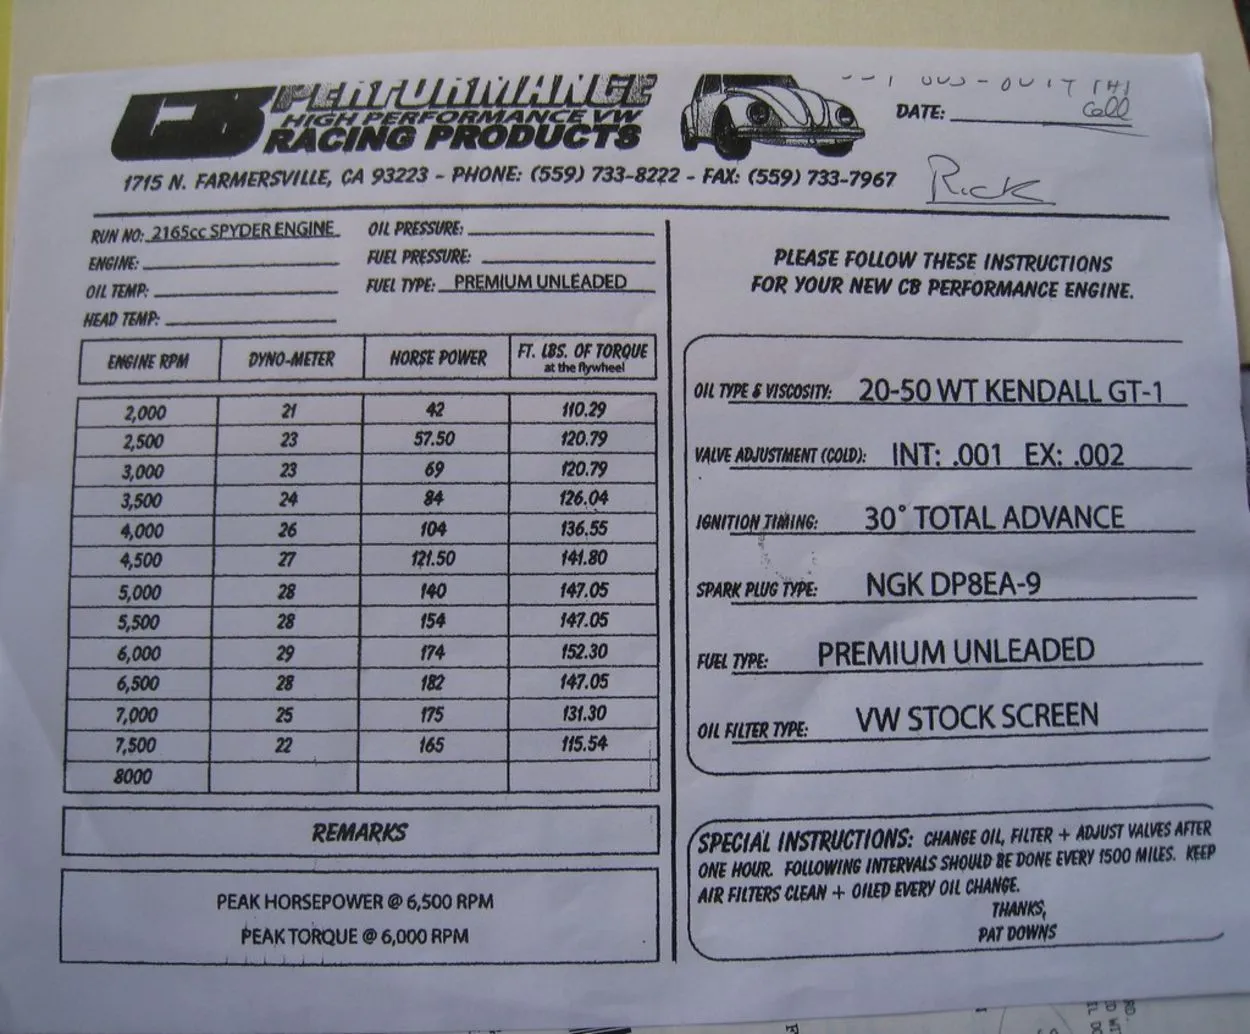 CB PERFORMANCE
HIGH PERFORMANCE VW
RACING PRODUCTS
DATE:
Call
1715 N. FARMERSVILLE, CA 93223 - PHONE: (559) 733-8222 - FAX: (559) 733-7967
Rick
RUN NO: 2165cc SPYDER ENGINE OIL PRESSURE:
ENGINE: FUEL PRESSURE:
OIL TEMP: FUEL TYPE: PREMIUM UNLEADED
HEAD TEMP:
ENGINE RPM DYNO-METER HORSE POWER FT. LBS. OF TORQUE
at the flywheel
2,000 21 42 110.29
2,500 23 57.50 120.79
3,000 23 69 120.79
3,500 24 84 126.04
4,000 26 104 136.55
4,500 27 121.50 141.80
5,000 28 140 147.05
5,500 28 154 147.05
6,000 29 174 152.30
6,500 28 182 147.05
7,000 25 175 131.30
7,500 22 165 115.54
8000
REMARKS
PEAK HORSEPOWER @ 6,500 RPM
PEAK TORQUE @ 6,000 RPM
PLEASE FOLLOW THESE INSTRUCTIONS
FOR YOUR NEW CB PERFORMANCE ENGINE.
OIL TYPE & VISCOSITY: 20-50 WT KENDALL GT-1
VALVE ADJUSTMENT (COLD): INT: .001 EX: .002
IGNITION TIMING: 30° TOTAL ADVANCE
SPARK PLUG TYPE: NGK DP8EA-9
FUEL TYPE: PREMIUM UNLEADED
OIL FILTER TYPE: VW STOCK SCREEN
SPECIAL INSTRUCTIONS: CHANGE OIL, FILTER + ADJUST VALVES AFTER
ONE HOUR. FOLLOWING INTERVALS SHOULD BE DONE EVERY 1500 MILES. KEEP
AIR FILTERS CLEAN + OILED EVERY OIL CHANGE.
THANKS,
PAT DOWNS